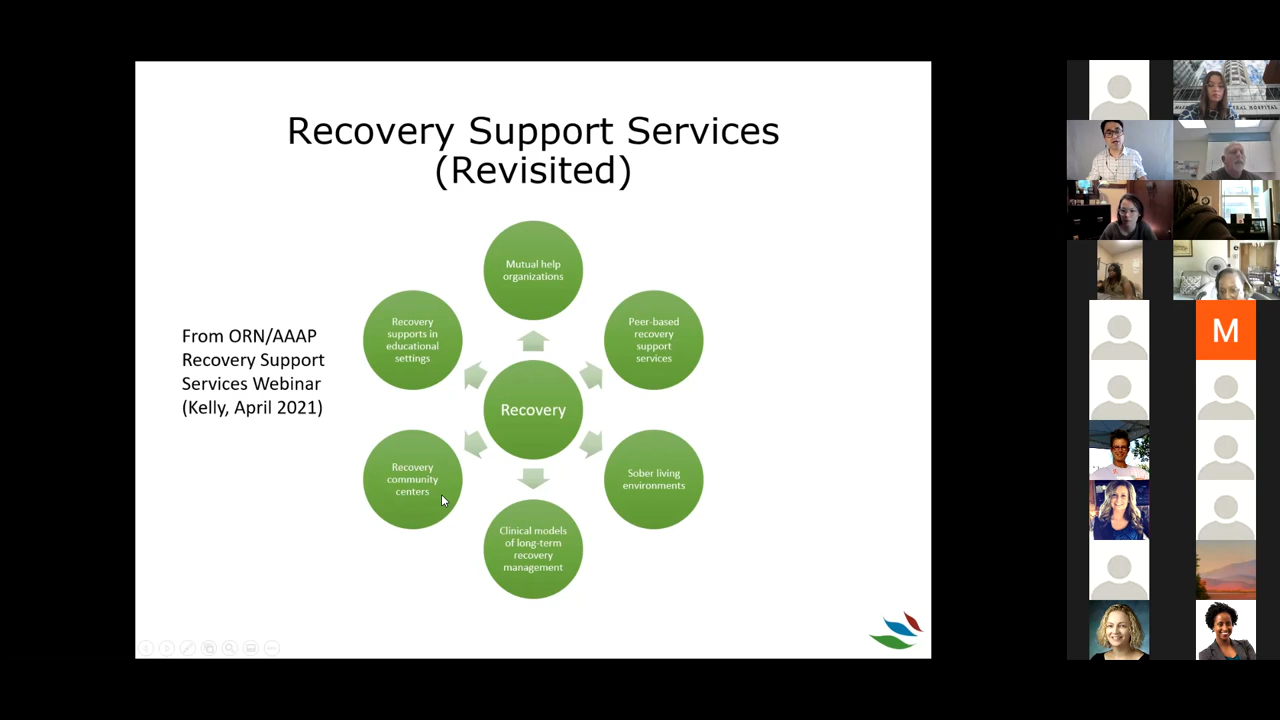 Recovery Support Services
(Revisited)
Mutual help
organizations
Recovery
supports in
educational
settings
Peer-based
recovery
support
services
From ORN/AAAP
Recovery Support
Services Webinar
(Kelly, April 2021)
Recovery
Recovery
community
centers
Sober living
environments
Clinical models
of long-term
recovery
management
M